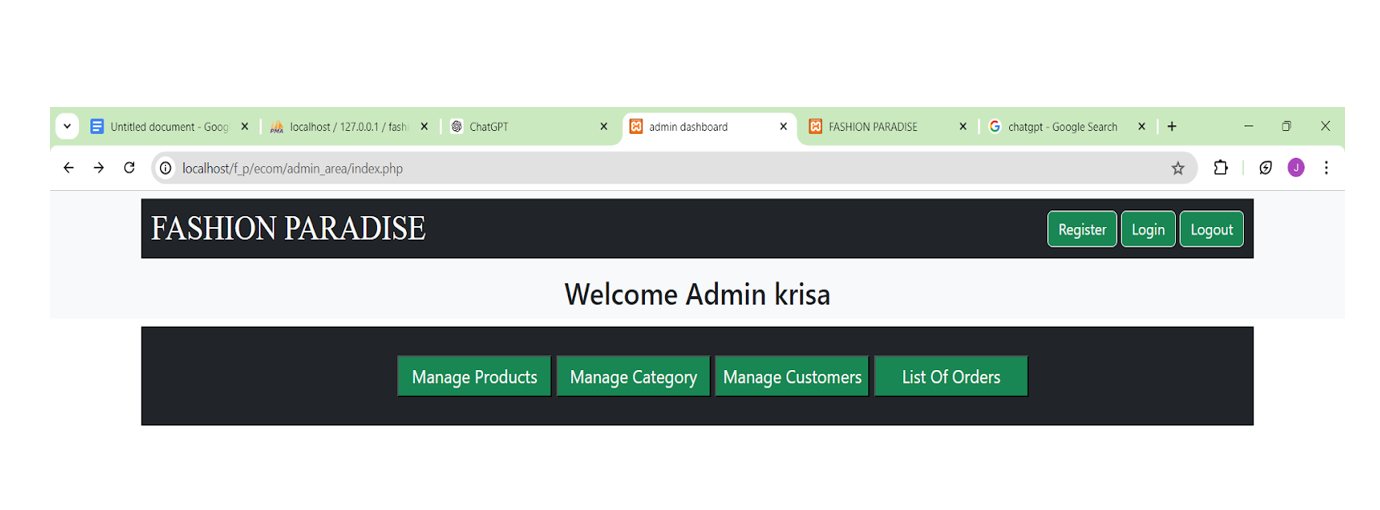 Untitled document - Goog localhost / 127.0.0.1 / fashi ChatGPT admin dashboard FASHION PARADISE chatgpt - Google Search
localhost/f_p/ecom/admin_area/index.php J
FASHION PARADISE Register Login Logout
Welcome Admin krisa
Manage Products Manage Category Manage Customers List Of Orders